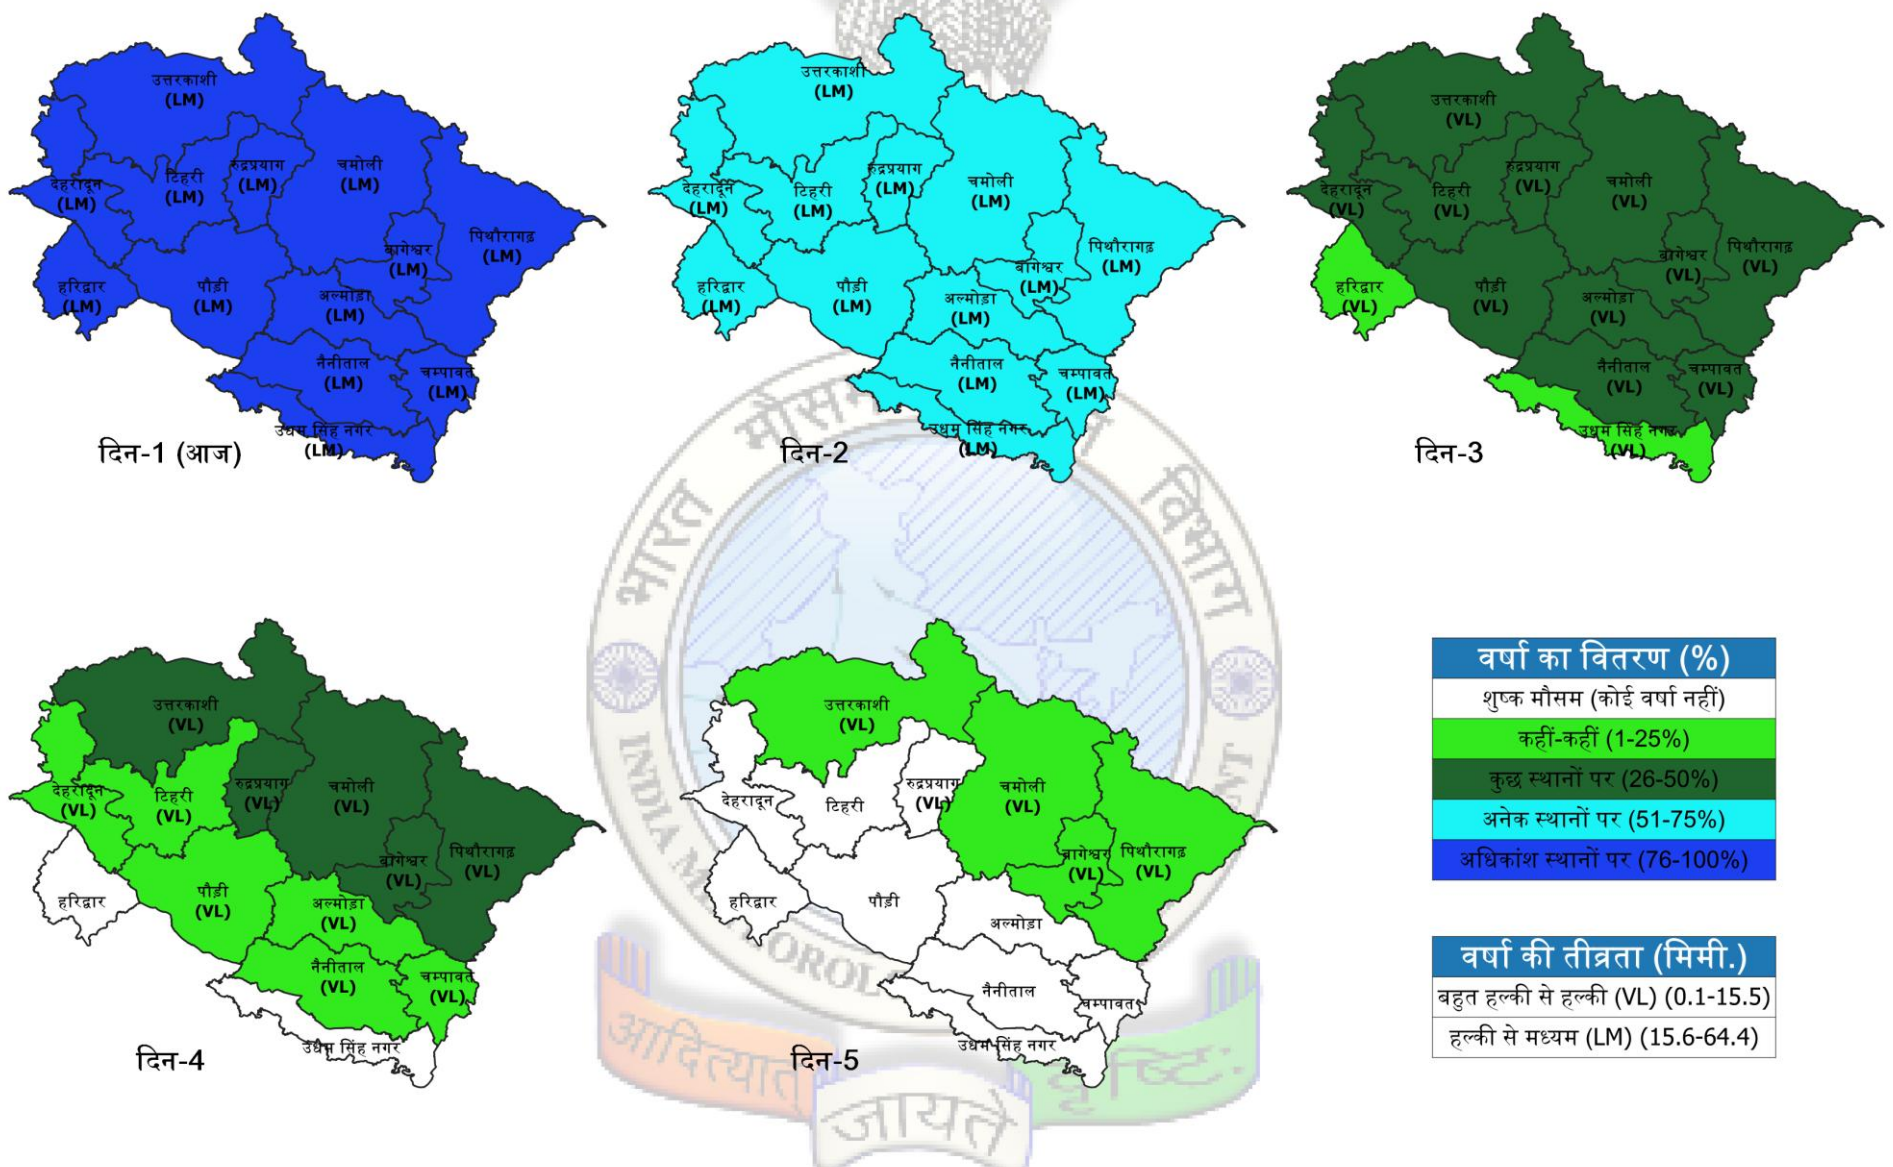 उत्तरकाशी
(LM)
रुद्रप्रयाग
(LM)
चमोली
(LM)
टिहरी
(LM)
देहरादून
(LM)
पिथौरागढ़
(LM)
बागेश्वर
(LM)
हरिद्वार
(LM)
पौड़ी
(LM)
अल्मोड़ा
(LM)
नैनीताल
(LM)
चम्पावत
(LM)
उधम सिंह नगर
(LM)
दिन-1 (आज)
उत्तरकाशी
(LM)
रुद्रप्रयाग
(LM)
चमोली
(LM)
टिहरी
(LM)
देहरादून
(LM)
पिथौरागढ़
(LM)
बागेश्वर
(LM)
हरिद्वार
(LM)
पौड़ी
(LM)
अल्मोड़ा
(LM)
नैनीताल
(LM)
चम्पावत
(LM)
उधम सिंह नगर
(LM)
दिन-2
उत्तरकाशी
(VL)
रुद्रप्रयाग
(VL)
चमोली
(VL)
टिहरी
(VL)
देहरादून
(VL)
पिथौरागढ़
(VL)
बागेश्वर
(VL)
हरिद्वार
(VL)
पौड़ी
(VL)
अल्मोड़ा
(VL)
नैनीताल
(VL)
चम्पावत
(VL)
उधम सिंह नगर
(VL)
दिन-3
उत्तरकाशी
(VL)
रुद्रप्रयाग
(VL)
चमोली
(VL)
टिहरी
(VL)
देहरादून
(VL)
पिथौरागढ़
(VL)
बागेश्वर
(VL)
हरिद्वार
पौड़ी
(VL)
अल्मोड़ा
(VL)
नैनीताल
(VL)
चम्पावत
(VL)
उधम सिंह नगर
दिन-4
उत्तरकाशी
(VL)
रुद्रप्रयाग
(VL)
चमोली
(VL)
टिहरी
देहरादून
पिथौरागढ़
(VL)
बागेश्वर
(VL)
हरिद्वार
पौड़ी
अल्मोड़ा
नैनीताल
चम्पावत
उधम सिंह नगर
दिन-5
वर्षा का वितरण (%)
शुष्क मौसम (कोई वर्षा नहीं)
कहीं-कहीं (1-25%)
कुछ स्थानों पर (26-50%)
अनेक स्थानों पर (51-75%)
अधिकांश स्थानों पर (76-100%)
वर्षा की तीव्रता (मिमी.)
बहुत हल्की से हल्की (VL) (0.1-15.5)
हल्की से मध्यम (LM) (15.6-64.4)
भारत
विभाग
INDIA
आदित्यात
जायते
वृष्टि: